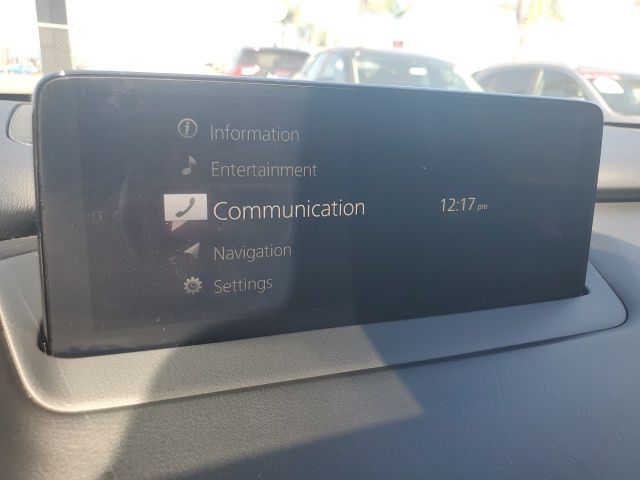 Information
Entertainment
Communication
12:17 pm
Navigation
Settings